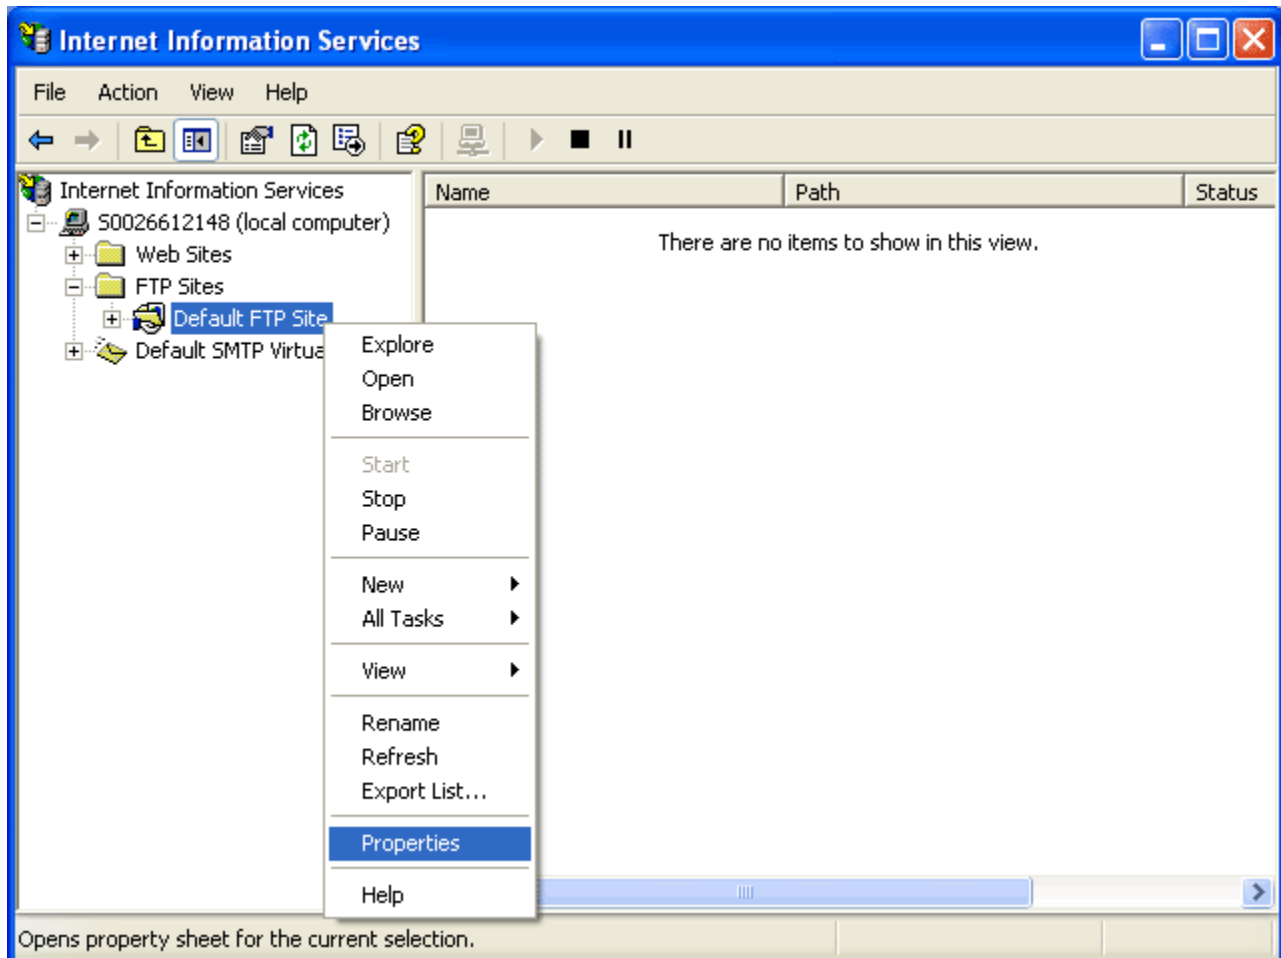 Internet Information Services
File Action View Help
Internet Information Services
S0026612148 (local computer)
Web Sites
FTP Sites
Default FTP Site
Default SMTP Virtua
Name Path Status
There are no items to show in this view.
Explore
Open
Browse
Start
Stop
Pause
New
All Tasks
View
Rename
Refresh
Export List...
Properties
Help
Opens property sheet for the current selection.